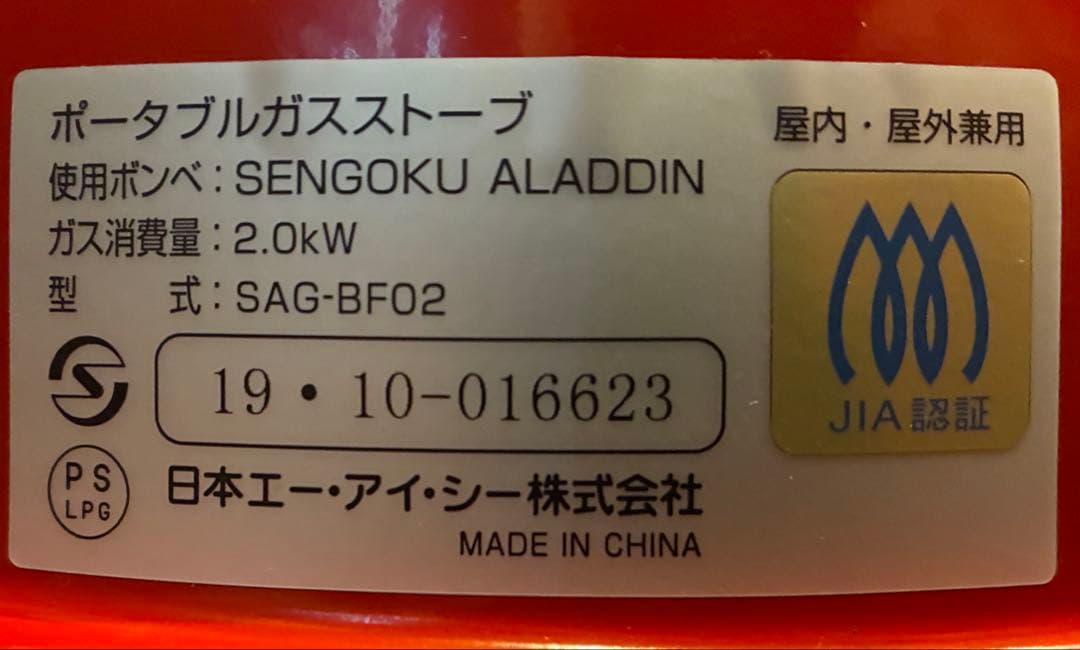 ポータブルガスストーブ
屋内・屋外兼用
使用ボンベ：SENGOKU ALADDIN
ガス消費量：2.0kW
型　　式：SAG-BF02
19・10-016623
JIA 認証
PS
LPG
日本エー・アイ・シー株式会社
MADE IN CHINA